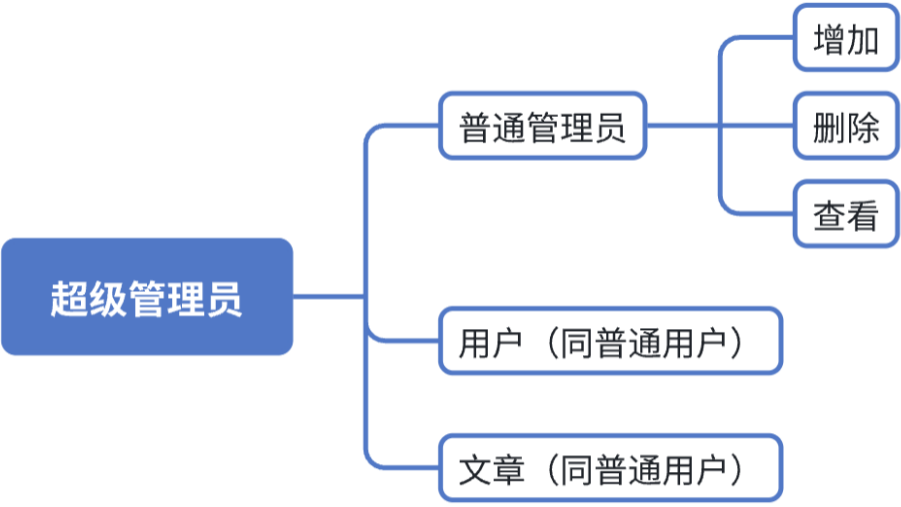 超级管理员
普通管理员
增加
删除
查看
用户（同普通用户）
文章（同普通用户）